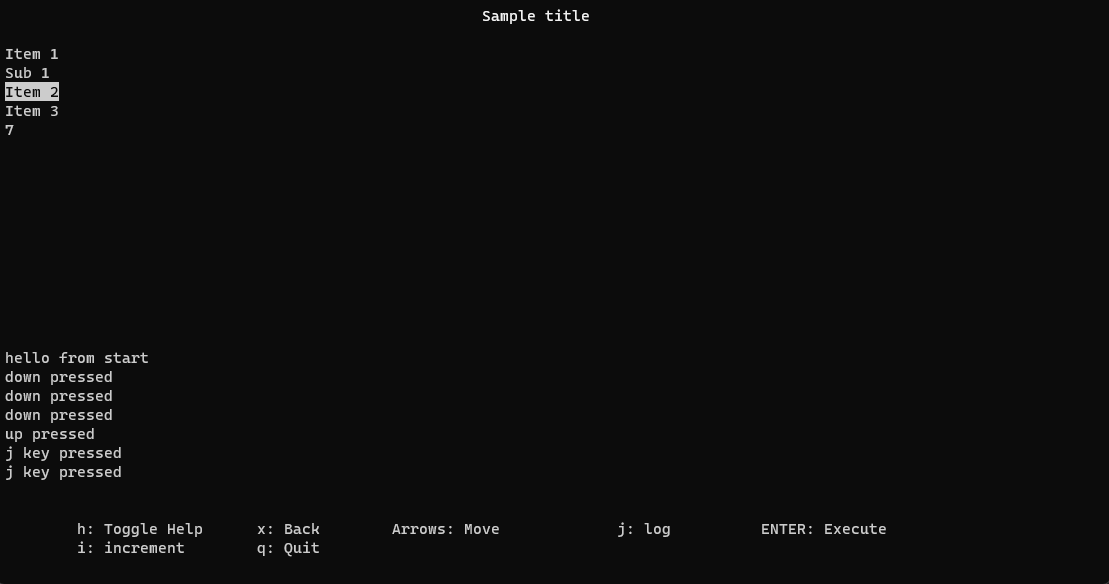 Sample title
Item 1
Sub 1
Item 2
Item 3
7
hello from start
down pressed
down pressed
down pressed
up pressed
j key pressed
j key pressed
h: Toggle Help x: Back Arrows: Move j: log ENTER: Execute
i: increment q: Quit